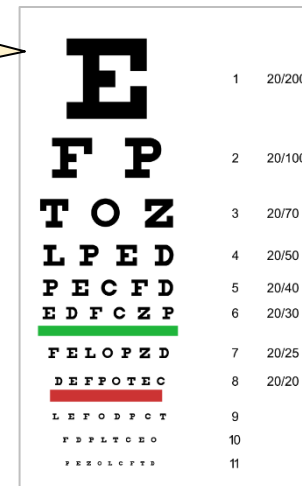 E 1 20/200
F P 2 20/100
T O Z 3 20/70
L P E D 4 20/50
P E C F D 5 20/40
E D F C Z P 6 20/30
F E L O P Z D 7 20/25
D E F P O T E C 8 20/20
L E F O D P C T 9
F D P L T C E O 10
P E Z O L C F T D 11